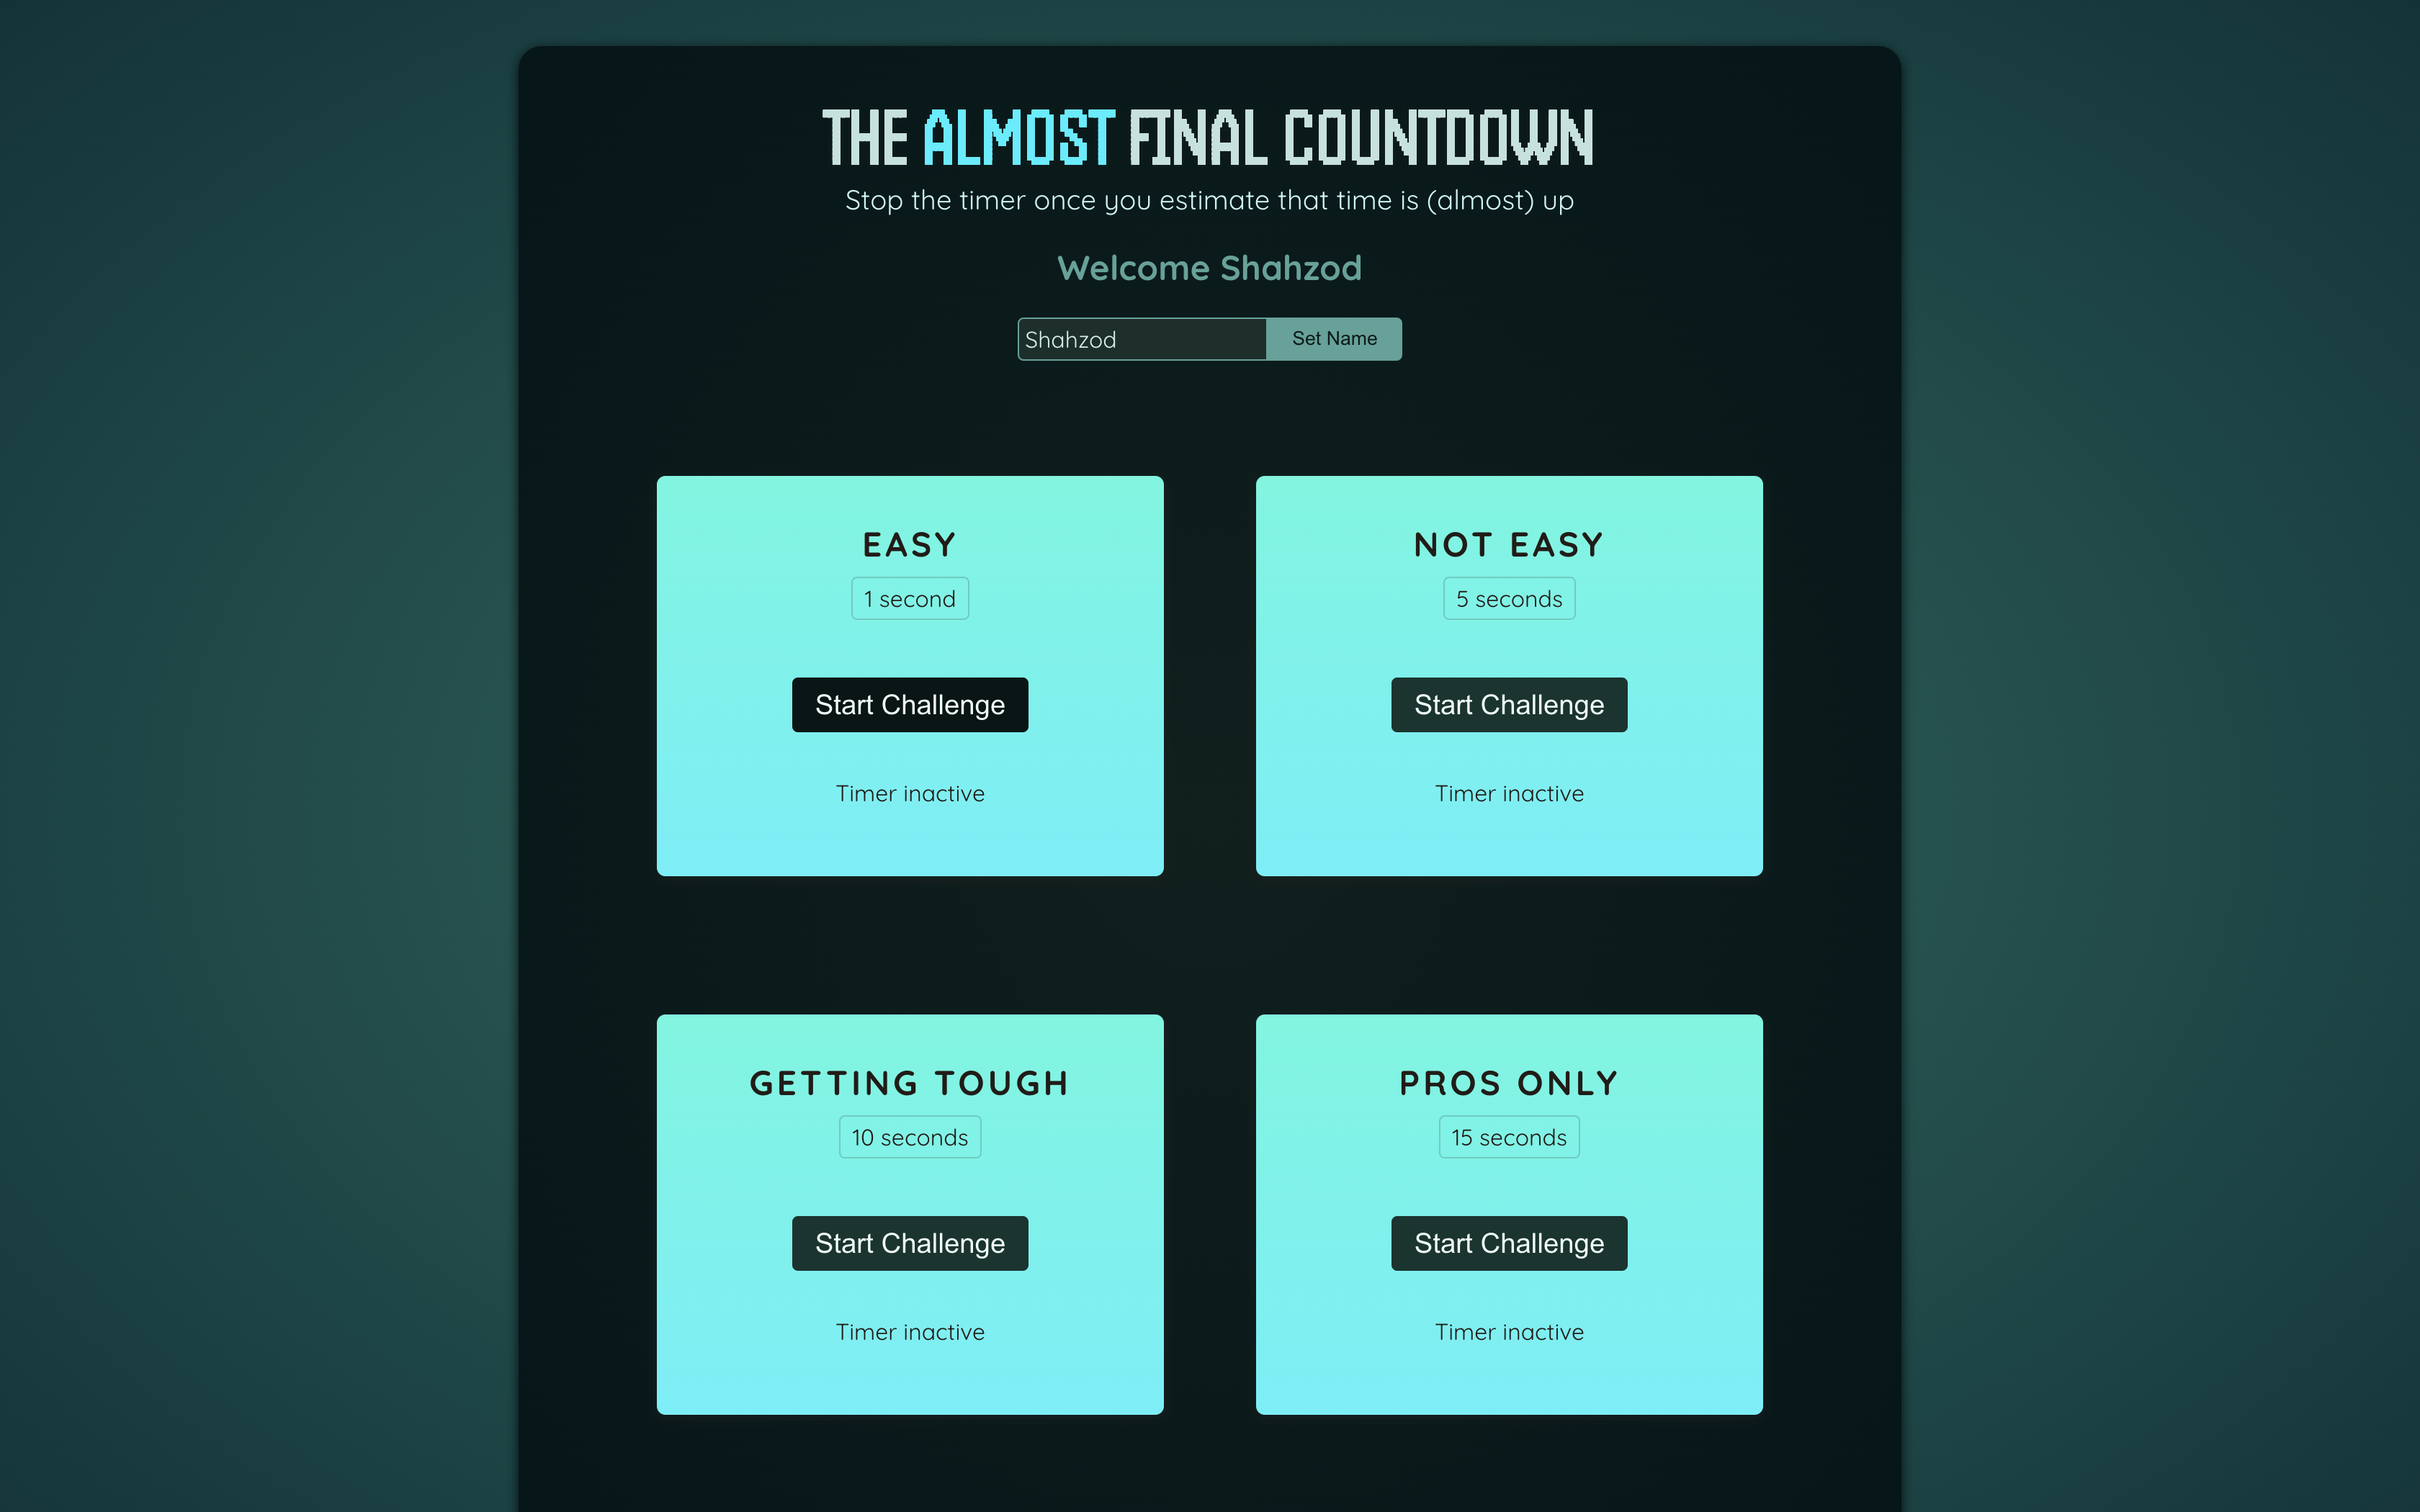 THE ALMOST FINAL COUNTDOWN
Stop the timer once you estimate that time is (almost) up
Welcome Shahzod
Shahzod
Set Name
EASY
1 second
Start Challenge
Timer inactive
NOT EASY
5 seconds
Start Challenge
Timer inactive
GETTING TOUGH
10 seconds
Start Challenge
Timer inactive
PROS ONLY
15 seconds
Start Challenge
Timer inactive